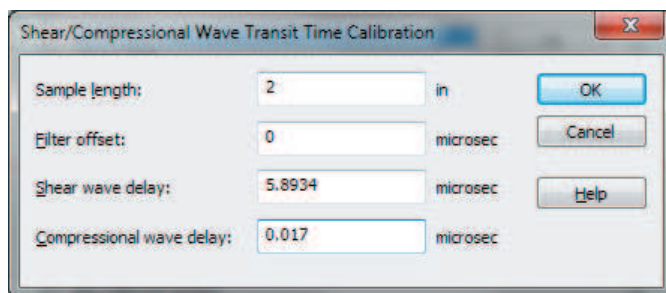 Shear/Compressional Wave Transit Time Calibration
Sample length: 2 in
OK
Filter offset: 0 microsec
Cancel
Shear wave delay: 5.8934 microsec
Help
Compressional wave delay: 0.017 microsec